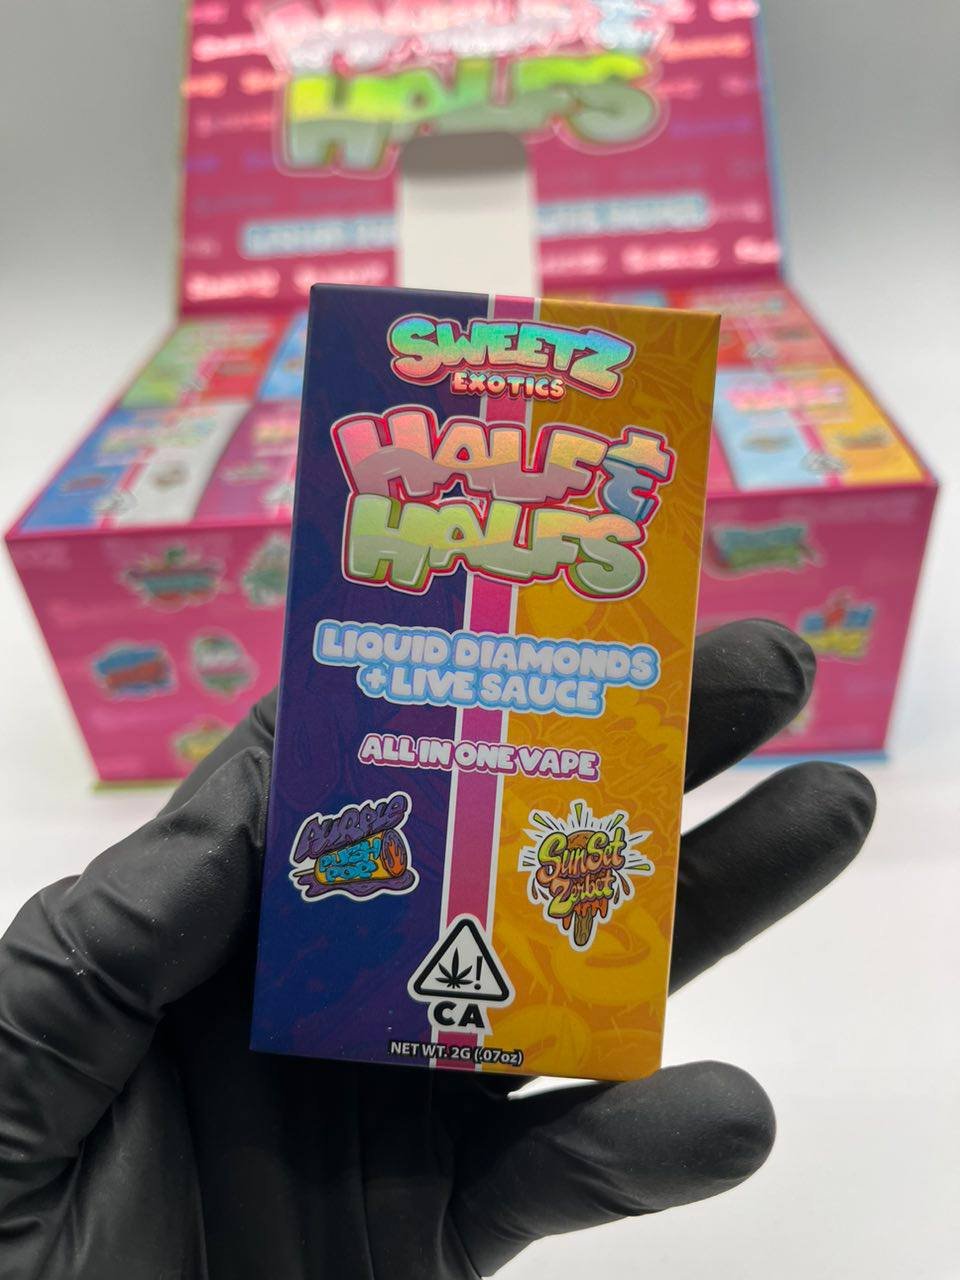 HALFS
SWEETZ
EXOTICS
HALF &
HALFS
LIQUID DIAMONDS
+ LIVE SAUCE
ALL IN ONE VAPE
PURPLE
PUSH
POP
SunSet
Zerbet
!
CA
NET WT. 2G (.07oz)